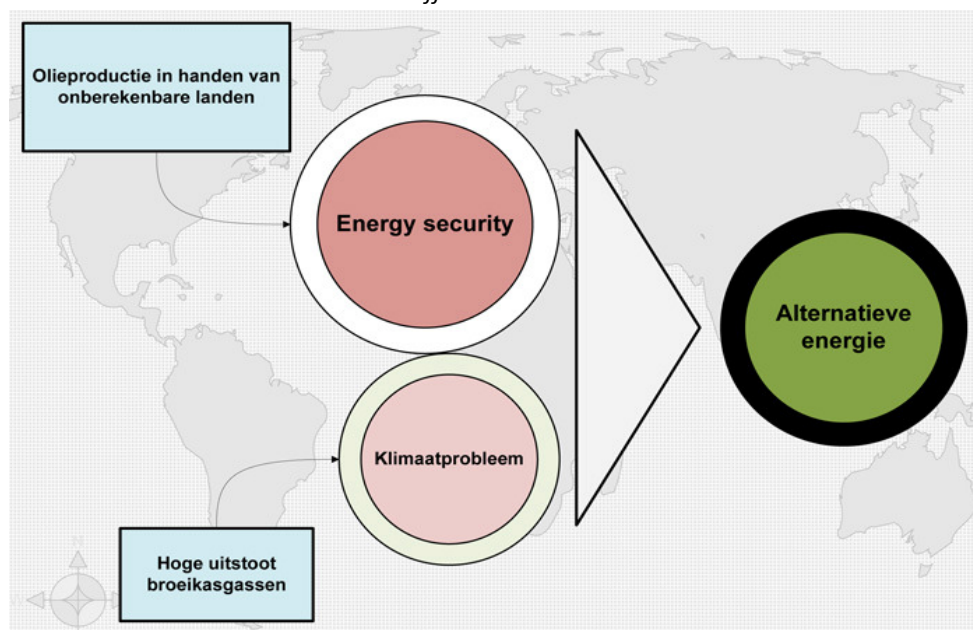 Olieproductie in handen van
onberekenbare landen
Energy security
Alternatieve
energie
Klimaatprobleem
Hoge uitstoot
broeikasgassen
N
W